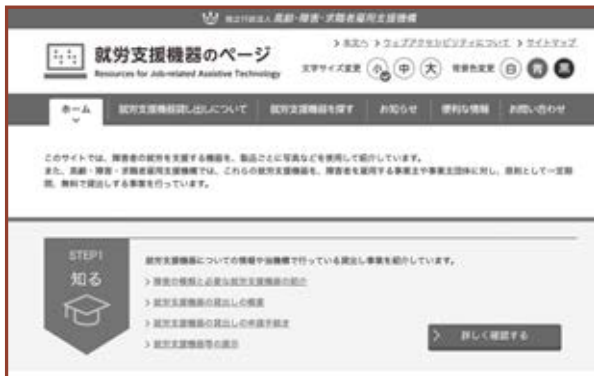 独立行政法人 高齢・障害・求職者雇用支援機構
本文へ ウェブアクセシビリティについて サイトマップ
就労支援機器のページ
Resources for Job-related Assistive Technology
文字サイズ変更 小 中 大 背景色変更 白 青 黒
ホーム 就労支援機器貸し出しについて 就労支援機器を探す お知らせ 便利な情報 お問い合わせ
このサイトでは、障害者の就労を支援する機器を、製品ごとに写真などを使用して紹介しています。
また、高齢・障害・求職者雇用支援機構では、これらの就労支援機器を、障害者を雇用する事業主や事業主団体に対し、原則として一定期
間、無料で貸出しする事業を行っています。
STEP1
知る
就労支援機器についての情報や当機構で行っている貸出し事業を紹介しています。
障害の種類と必要な就労支援機器の紹介
就労支援機器の貸出しの概要
就労支援機器の貸出しの申請手続き
就労支援機器等の展示
詳しく確認する